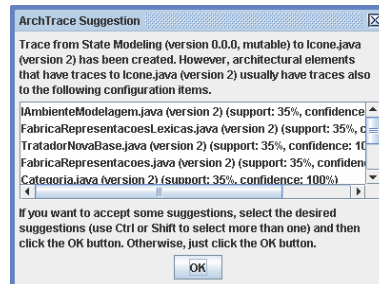 ArchTrace Suggestion
Trace from State Modeling (version 0.0.0, mutable) to Icone.java
(version 2) has been created. However, architectural elements
that have traces to Icone.java (version 2) usually have traces also
to the following configuration items.
IAmbienteModelagem.java (version 2) (support: 35%, confidence
FabricaRepresentacoesLexicas.java (version 2) (support: 35%, c
TratadorNovaBase.java (version 2) (support: 35%, confidence: 10
FabricaRepresentacoes.java (version 2) (support: 35%, confiden
Categoria.java (version 2) (support: 35%, confidence: 100%)
If you want to accept some suggestions, select the desired
suggestions (use Ctrl or Shift to select more than one) and then
click the OK button. Otherwise, just click the OK button.
OK